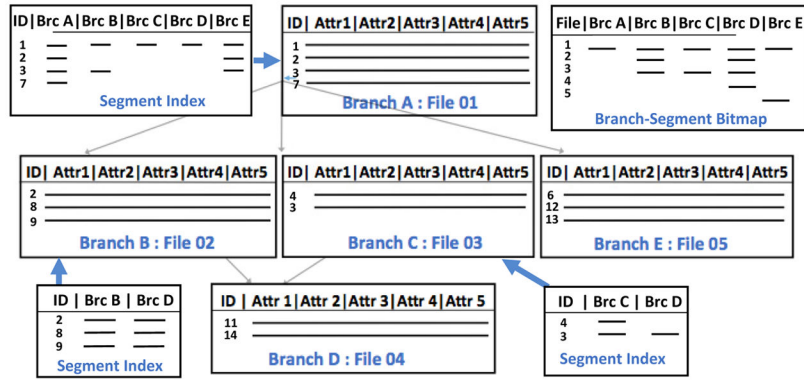 ID|Brc A|Brc B|Brc C|Brc D|Brc E
1
2
3
7
Segment Index
ID| Attr1|Attr2|Attr3|Attr4|Attr5
1
2
3
7
Branch A : File 01
File|Brc A|Brc B|Brc C|Brc D|Brc E
1
2
3
4
5
Branch-Segment Bitmap
ID| Attr1|Attr2|Attr3|Attr4|Attr5
2
8
9
Branch B : File 02
ID| Attr1|Attr2|Attr3|Attr4|Attr5
4
3
Branch C : File 03
ID| Attr1|Attr2|Attr3|Attr4|Attr5
6
12
13
Branch E : File 05
ID | Brc B | Brc D
2
8
9
Segment Index
ID | Attr 1|Attr 2|Attr 3|Attr 4|Attr 5
11
14
Branch D : File 04
ID | Brc C | Brc D
4
3
Segment Index